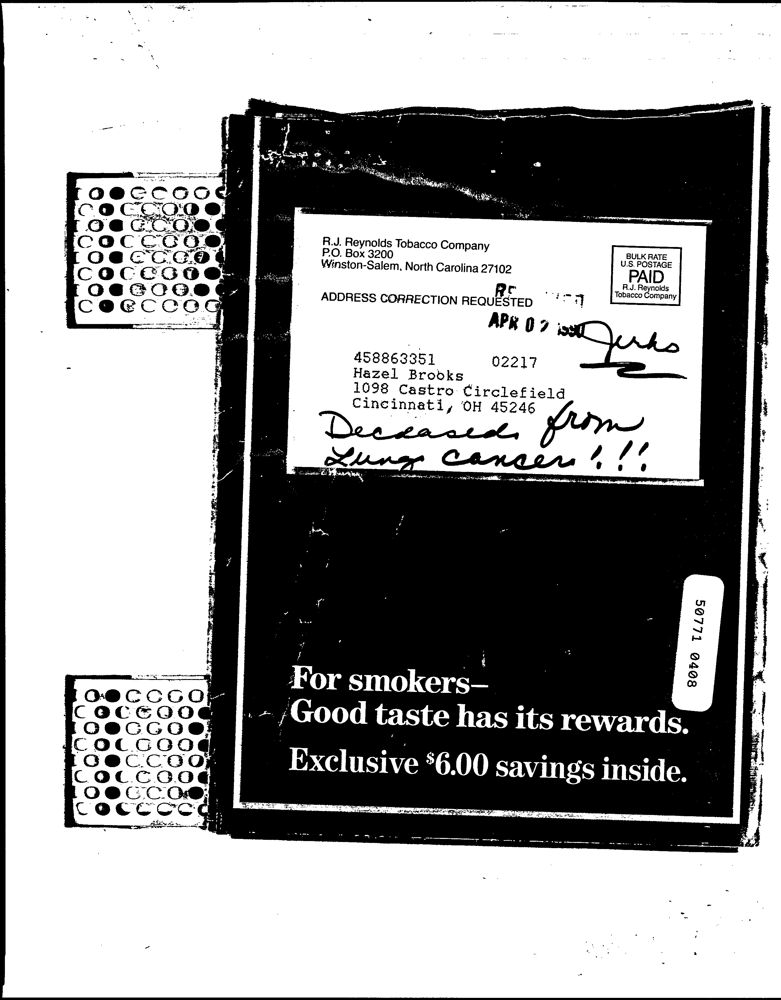 R.J. Reynolds Tobacco Company
P.O. Box 3200
Winston-Salem, North Carolina 27102
BULK RATE
U.S. POSTAGE
PAID
R.J. Reynolds
Tobacco Company
ADDRESS CORRECTION REQUESTED
APR 02
Jerks
458863351 02217
Hazel Brooks
1098 Castro Circlefield
Cincinnati, OH 45246
Deceased from
Lung cancer!!!
50771 0408
For smokers–
Good taste has its rewards.
Exclusive $6.00 savings inside.